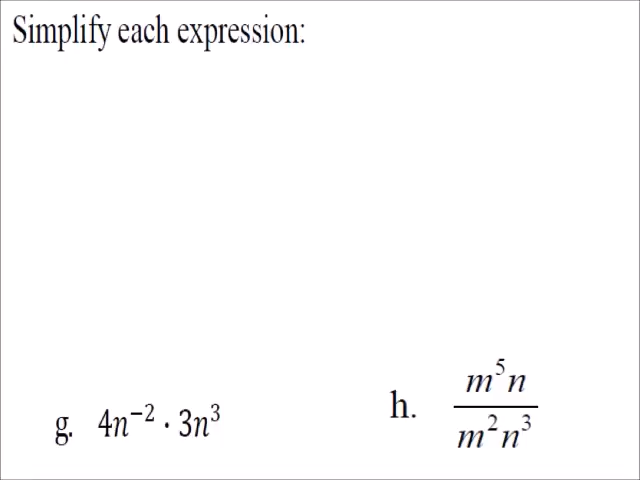 Simplify each expression:
g. 4n⁻² · 3n³
h. m⁵n / m²n³